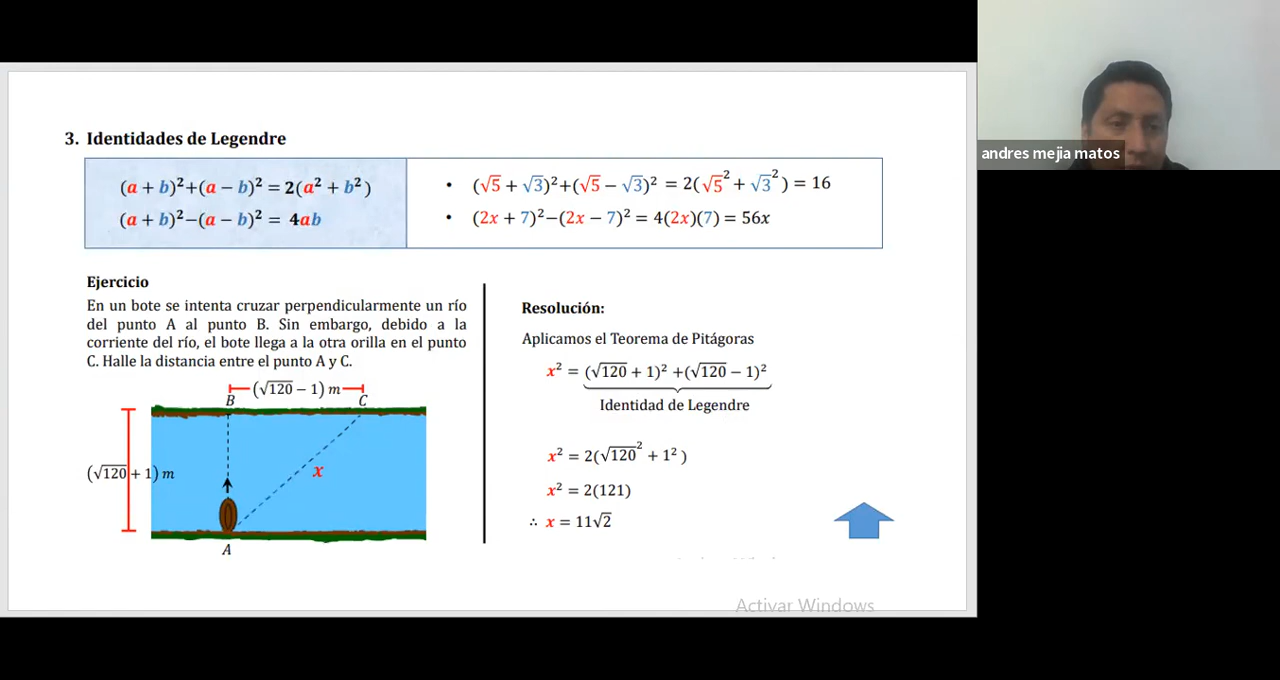 andres mejia matos
3. Identidades de Legendre
(a + b)²+(a − b)² = 2(a² + b²)
(a + b)²−(a − b)² = 4ab
• (√5 + √3)²+(√5 − √3)² = 2(√5² + √3²) = 16
• (2x + 7)²−(2x − 7)² = 4(2x)(7) = 56x
Ejercicio
En un bote se intenta cruzar perpendicularmente un río
del punto A al punto B. Sin embargo, debido a la
corriente del río, el bote llega a la otra orilla en el punto
C. Halle la distancia entre el punto A y C.
(√120 − 1) m
B C
(√120 + 1) m
x
A
Resolución:
Aplicamos el Teorema de Pitágoras
x² = (√120 + 1)² +(√120 − 1)²
Identidad de Legendre
x² = 2(√120² + 1² )
x² = 2(121)
∴ x = 11√2
Activar Windows